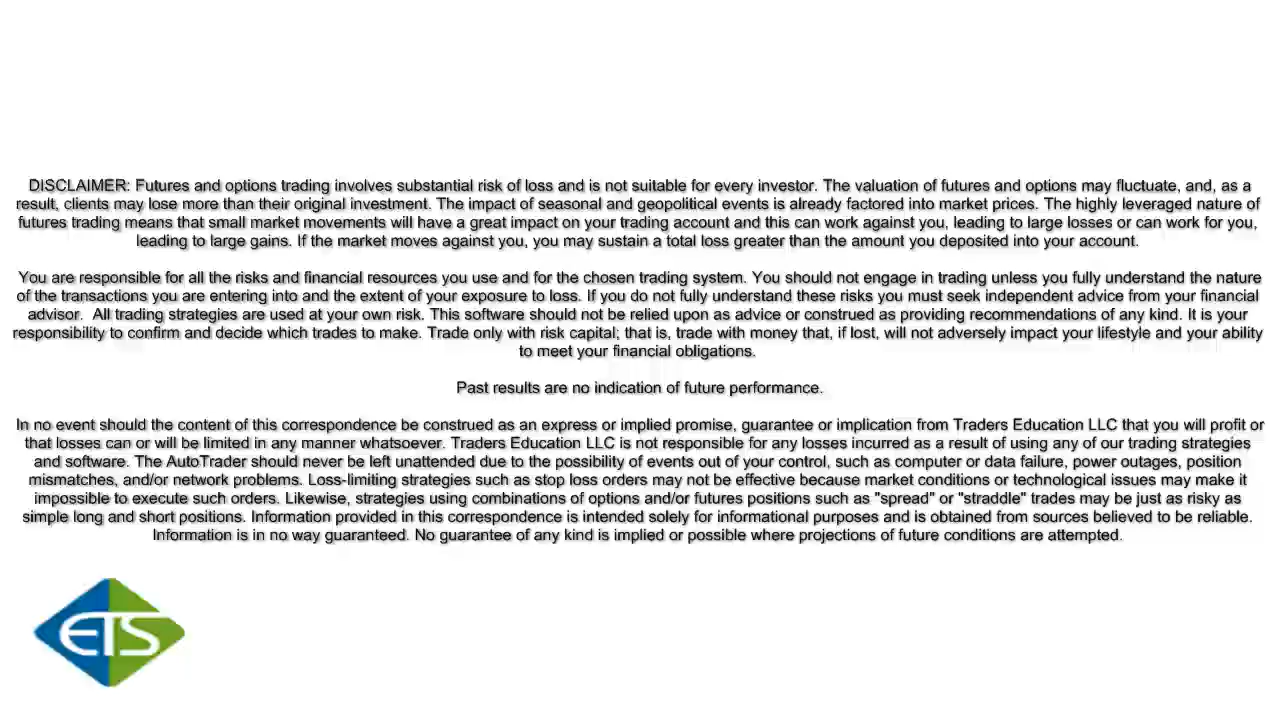 DISCLAIMER: Futures and options trading involves substantial risk of loss and is not suitable for every investor. The valuation of futures and options may fluctuate, and, as a
result, clients may lose more than their original investment. The impact of seasonal and geopolitical events is already factored into market prices. The highly leveraged nature of
futures trading means that small market movements will have a great impact on your trading account and this can work against you, leading to large losses or can work for you,
leading to large gains. If the market moves against you, you may sustain a total loss greater than the amount you deposited into your account.
You are responsible for all the risks and financial resources you use and for the chosen trading system. You should not engage in trading unless you fully understand the nature
of the transactions you are entering into and the extent of your exposure to loss. If you do not fully understand these risks you must seek independent advice from your financial
advisor.  All trading strategies are used at your own risk. This software should not be relied upon as advice or construed as providing recommendations of any kind. It is your
responsibility to confirm and decide which trades to make. Trade only with risk capital; that is, trade with money that, if lost, will not adversely impact your lifestyle and your ability
to meet your financial obligations.
Past results are no indication of future performance.
In no event should the content of this correspondence be construed as an express or implied promise, guarantee or implication from Traders Education LLC that you will profit or
that losses can or will be limited in any manner whatsoever. Traders Education LLC is not responsible for any losses incurred as a result of using any of our trading strategies
and software. The AutoTrader should never be left unattended due to the possibility of events out of your control, such as computer or data failure, power outages, position
mismatches, and/or network problems. Loss-limiting strategies such as stop loss orders may not be effective because market conditions or technological issues may make it
impossible to execute such orders. Likewise, strategies using combinations of options and/or futures positions such as "spread" or "straddle" trades may be just as risky as
simple long and short positions. Information provided in this correspondence is intended solely for informational purposes and is obtained from sources believed to be reliable.
Information is in no way guaranteed. No guarantee of any kind is implied or possible where projections of future conditions are attempted.
ETS